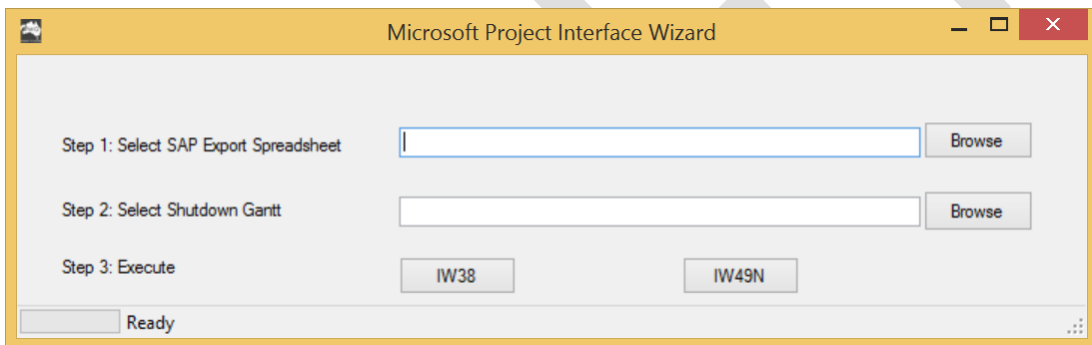 Microsoft Project Interface Wizard
Step 1: Select SAP Export Spreadsheet Browse
Step 2: Select Shutdown Gantt Browse
Step 3: Execute IW38 IW49N
Ready